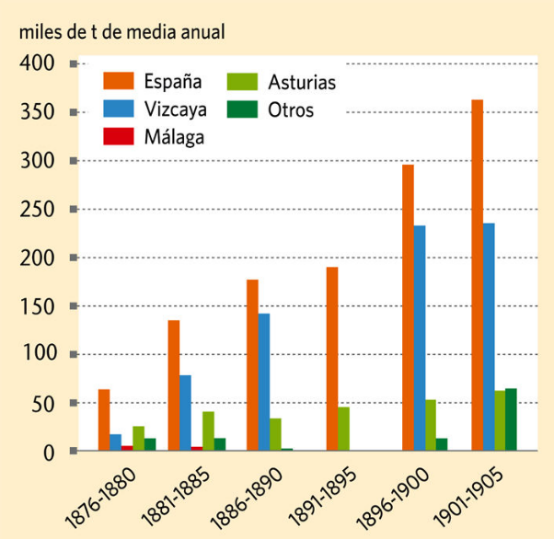 miles de t de media anual
400
350
300
250
200
150
100
50
0
España
Vizcaya
Málaga
Asturias
Otros
1876-1880
1881-1885
1886-1890
1891-1895
1896-1900
1901-1905